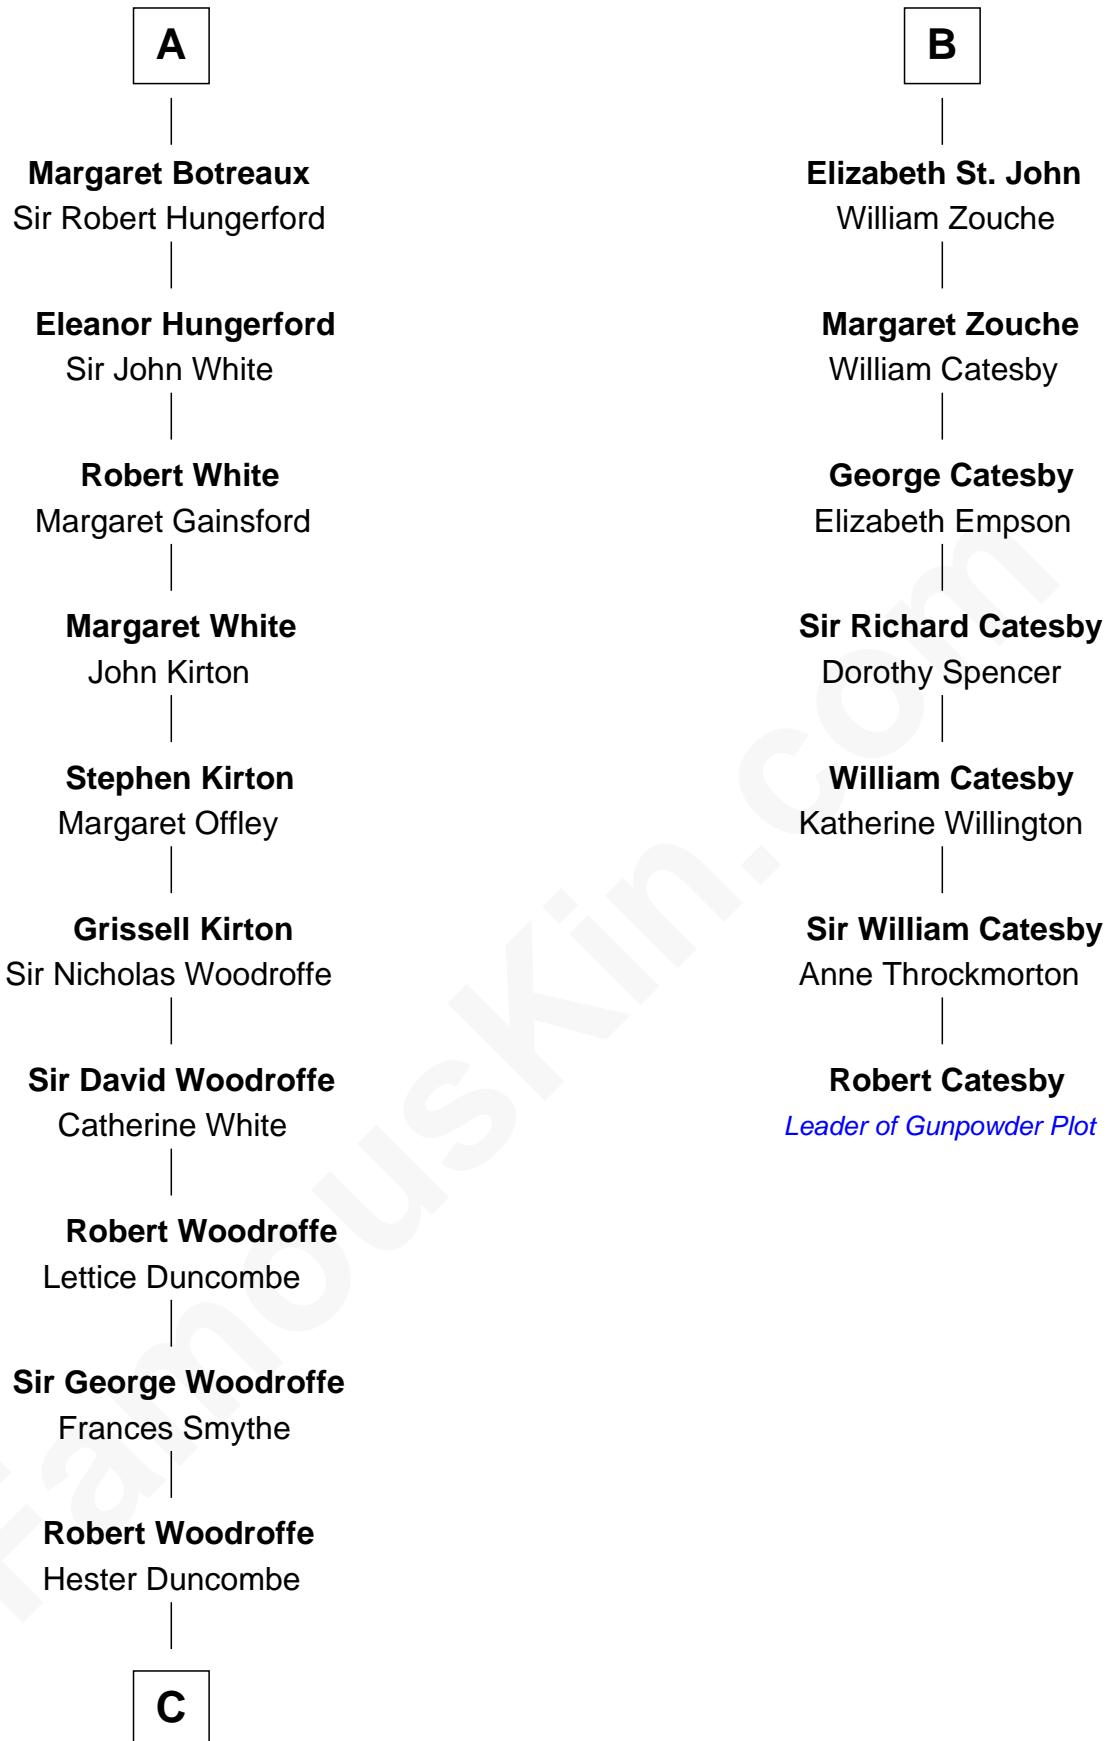 A
Margaret Botreaux
Sir Robert Hungerford
Eleanor Hungerford
Sir John White
Robert White
Margaret Gainsford
Margaret White
John Kirton
Stephen Kirton
Margaret Offley
Grissell Kirton
Sir Nicholas Woodroffe
Sir David Woodroffe
Catherine White
Robert Woodroffe
Lettice Duncombe
Sir George Woodroffe
Frances Smythe
Robert Woodroffe
Hester Duncombe
C
B
Elizabeth St. John
William Zouche
Margaret Zouche
William Catesby
George Catesby
Elizabeth Empson
Sir Richard Catesby
Dorothy Spencer
William Catesby
Katherine Willington
Sir William Catesby
Anne Throckmorton
Robert Catesby
Leader of Gunpowder Plot
FamousKin.com